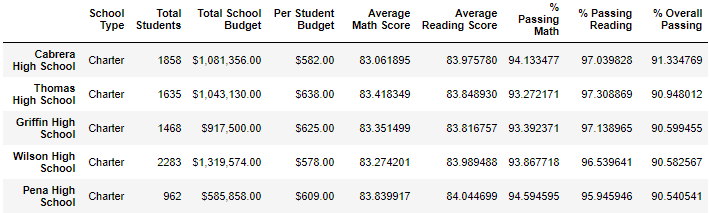 School Type Total Students Total School Budget Per Student Budget Average Math Score Average Reading Score % Passing Math % Passing Reading % Overall Passing
Cabrera High School Charter 1858 $1,081,356.00 $582.00 83.061895 83.975780 94.133477 97.039828 91.334769
Thomas High School Charter 1635 $1,043,130.00 $638.00 83.418349 83.848930 93.272171 97.308869 90.948012
Griffin High School Charter 1468 $917,500.00 $625.00 83.351499 83.816757 93.392371 97.138965 90.599455
Wilson High School Charter 2283 $1,319,574.00 $578.00 83.274201 83.989488 93.867718 96.539641 90.582567
Pena High School Charter 962 $585,858.00 $609.00 83.839917 84.044699 94.594595 95.945946 90.540541